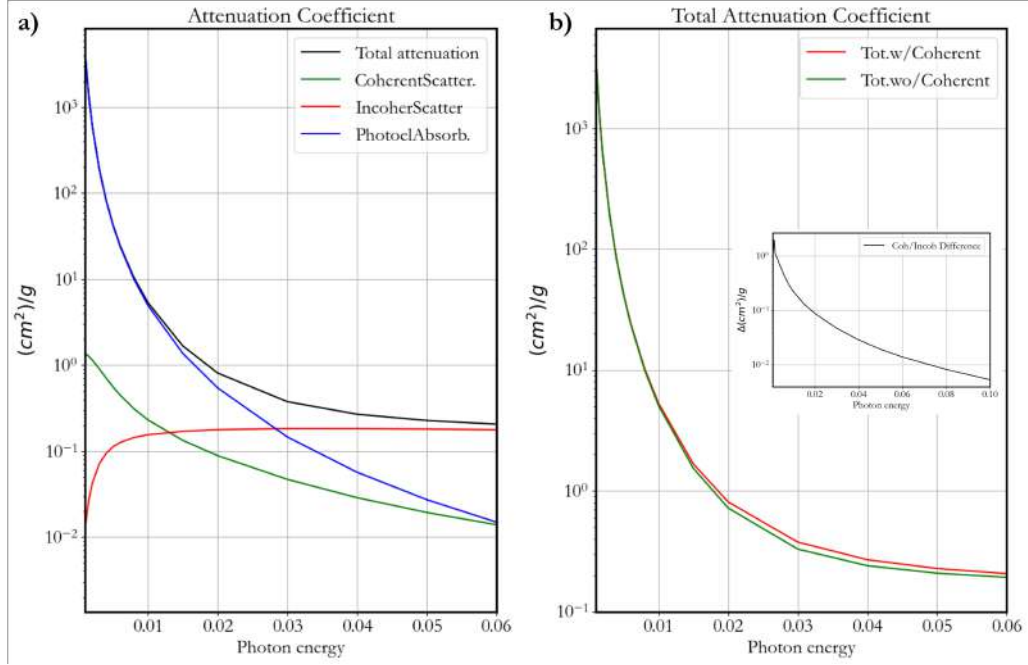 a)
Attenuation Coefficient
Total attenuation
CoherentScatter.
IncoherScatter
PhotoelAbsorb.
(cm²)/g
10³
10²
10¹
10⁰
10⁻¹
10⁻²
0.01 0.02 0.03 0.04 0.05 0.06
Photon energy
b)
Total Attenuation Coefficient
Tot.w/Coherent
Tot.wo/Coherent
(cm²)/g
10³
10²
10¹
10⁰
10⁻¹
0.01 0.02 0.03 0.04 0.05 0.06
Photon energy
Coh/Incoh Difference
Δ(cm²)/g
10⁰
10⁻¹
10⁻²
0.02 0.04 0.06 0.08 0.10
Photon energy